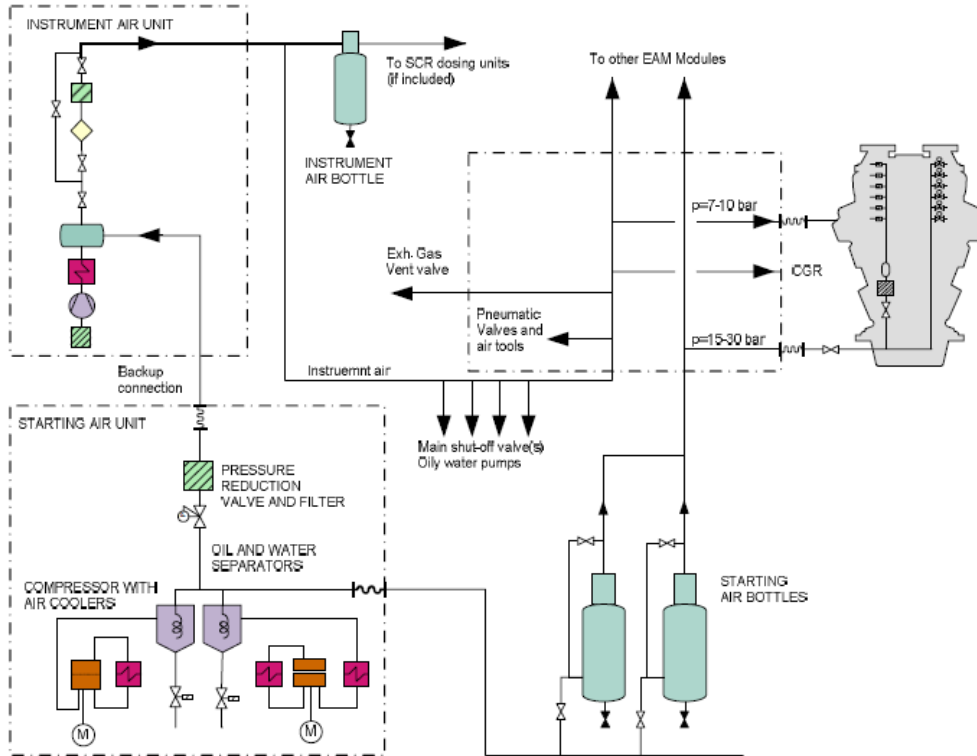 INSTRUMENT AIR UNIT
To SCR dosing units
(if included)
INSTRUMENT
AIR BOTTLE
To other EAM Modules
p=7-10 bar
CGR
Exh. Gas
Vent valve
Pneumatic
Valves and
air tools
p=15-30 bar
Instruemnt air
Main shut-off valve(s)
Oily water pumps
Backup
connection
STARTING AIR UNIT
PRESSURE
REDUCTION
VALVE AND FILTER
OIL AND WATER
SEPARATORS
COMPRESSOR WITH
AIR COOLERS
M
M
STARTING
AIR BOTTLES